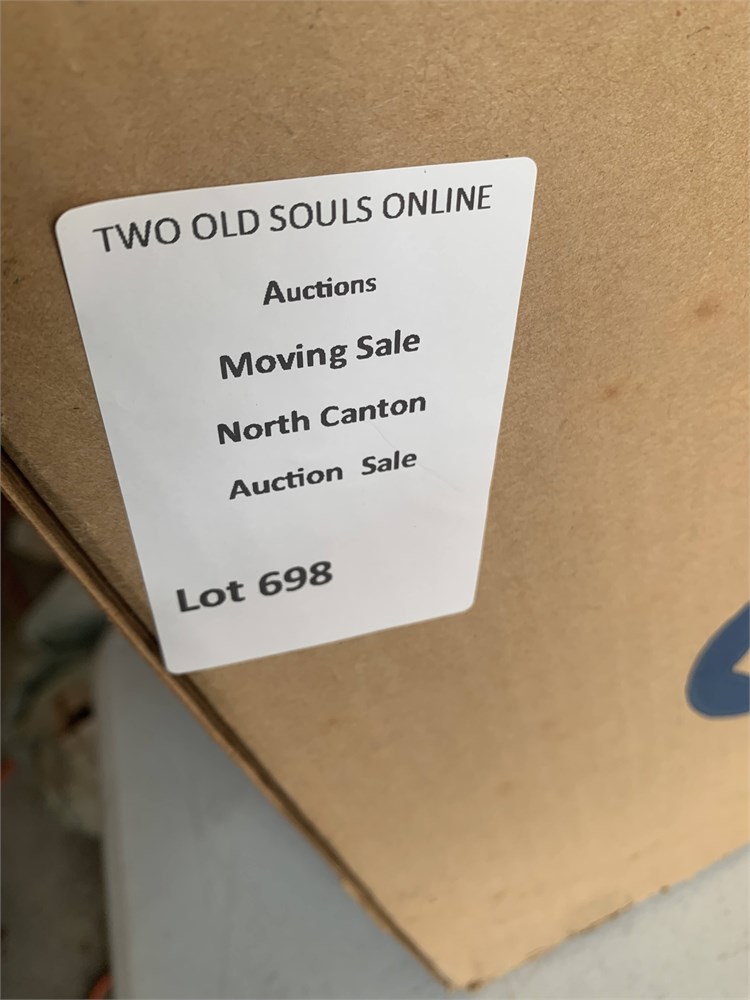 TWO OLD SOULS ONLINE
Auctions
Moving Sale
North Canton
Auction Sale
Lot 698